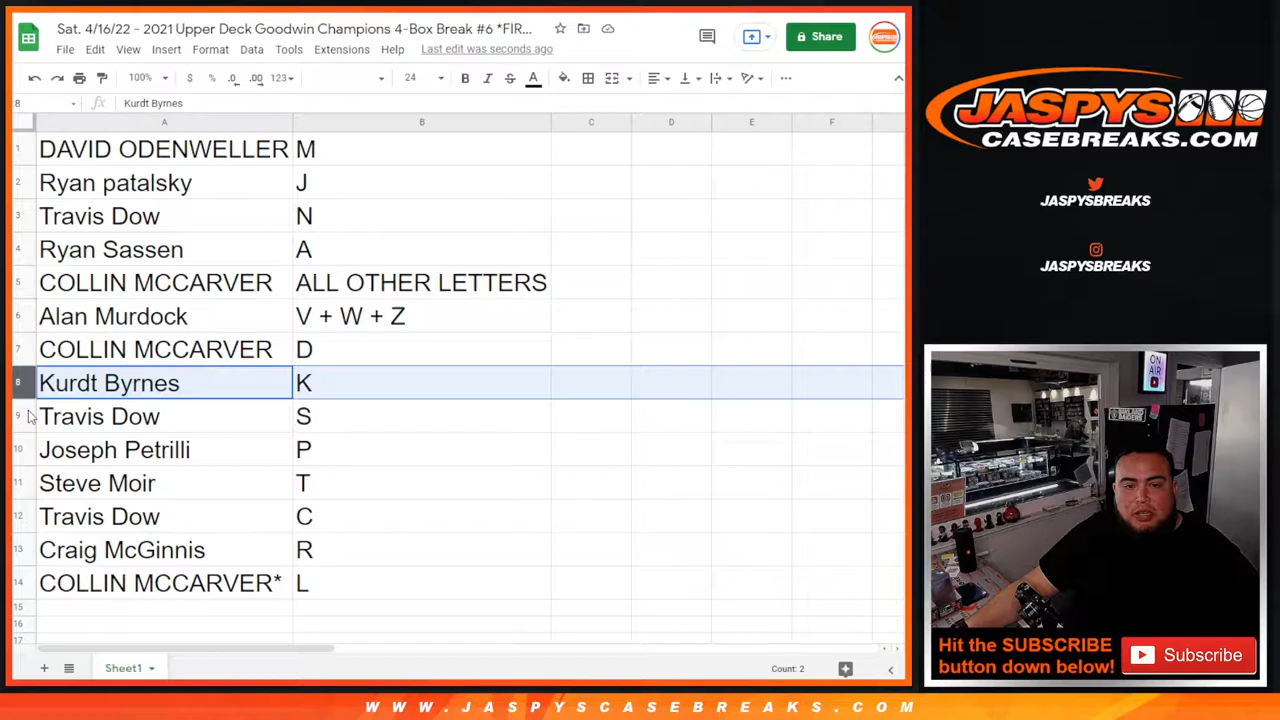 Sat. 4/16/22 - 2021 Upper Deck Goodwin Champions 4-Box Break #6 *FIR...
File Edit View Insert Format Data Tools Extensions Help Last edit was seconds ago
Share
100% $ % .0 .00 123 24 B I S A
Kurdt Byrnes
A B C D E F
1 DAVID ODENWELLER M
2 Ryan patalsky J
3 Travis Dow N
4 Ryan Sassen A
5 COLLIN MCCARVER ALL OTHER LETTERS
6 Alan Murdock V + W + Z
7 COLLIN MCCARVER D
8 Kurdt Byrnes K
9 Travis Dow S
10 Joseph Petrilli P
11 Steve Moir T
12 Travis Dow C
13 Craig McGinnis R
14 COLLIN MCCARVER* L
15
16
17
Sheet1
Count: 2
JASPYS
CASEBREAKS.COM
JASPYSBREAKS
JASPYSBREAKS
ON AIR
Hit the SUBSCRIBE
button down below!
Subscribe
WWW.JASPYSCASEBREAKS.COM